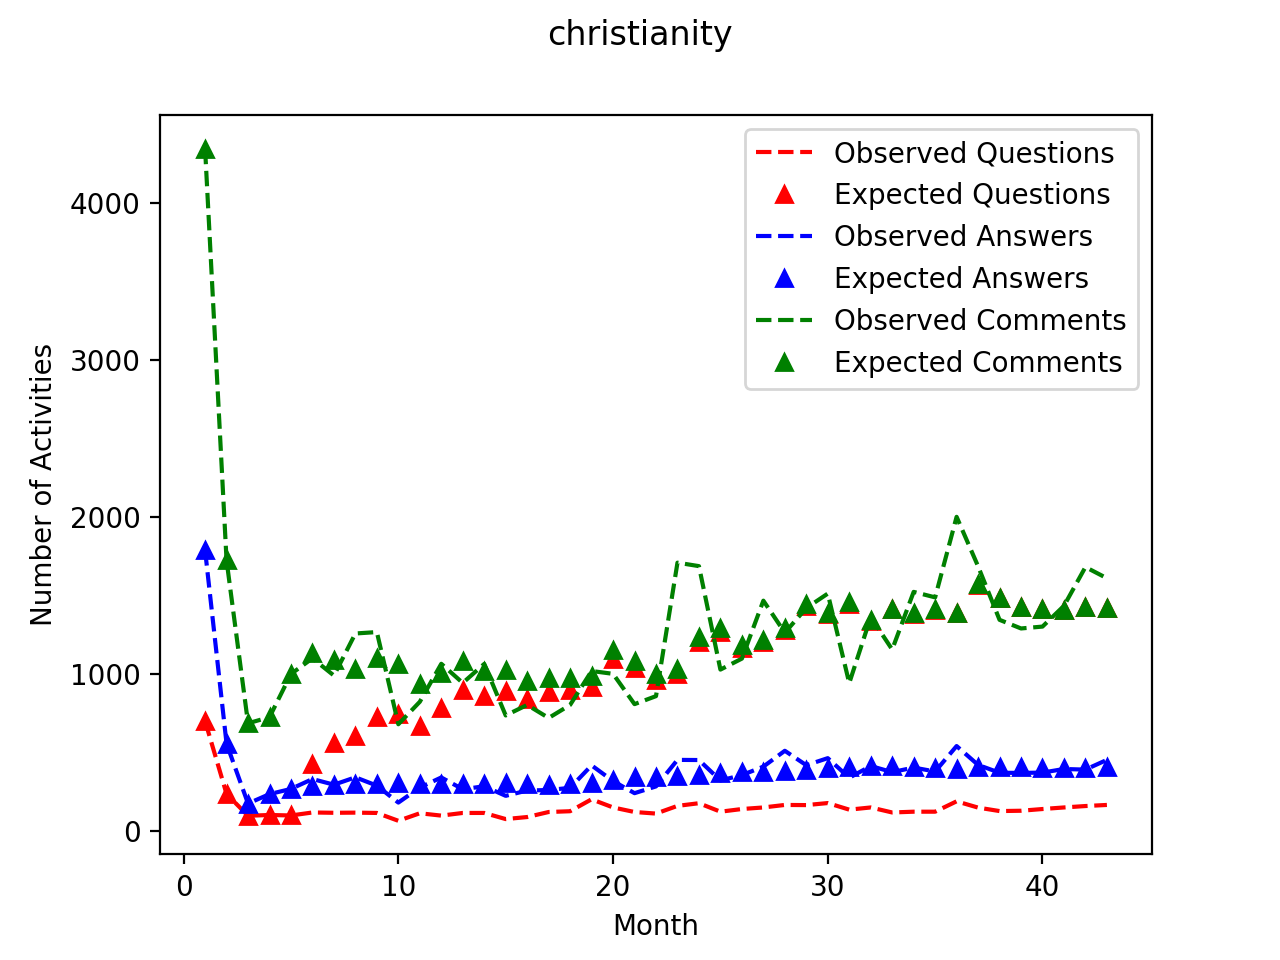 christianity
Observed Questions
Expected Questions
Observed Answers
Expected Answers
Observed Comments
Expected Comments
Number of Activities
4000
3000
2000
1000
0
0 10 20 30 40
Month